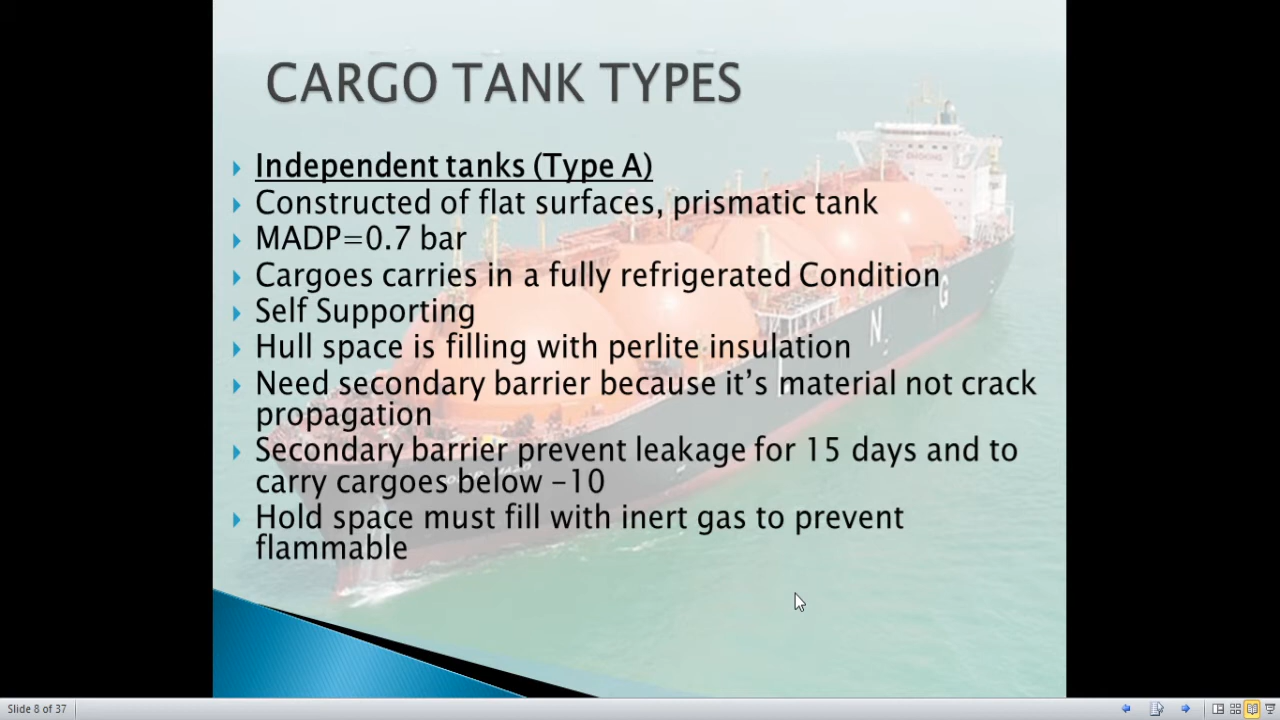 CARGO TANK TYPES
Independent tanks (Type A)
Constructed of flat surfaces, prismatic tank
MADP=0.7 bar
Cargoes carries in a fully refrigerated Condition
Self Supporting
Hull space is filling with perlite insulation
Need secondary barrier because it's material not crack
propagation
Secondary barrier prevent leakage for 15 days and to
carry cargoes below -10
Hold space must fill with inert gas to prevent
flammable
N
G
Slide 8 of 37